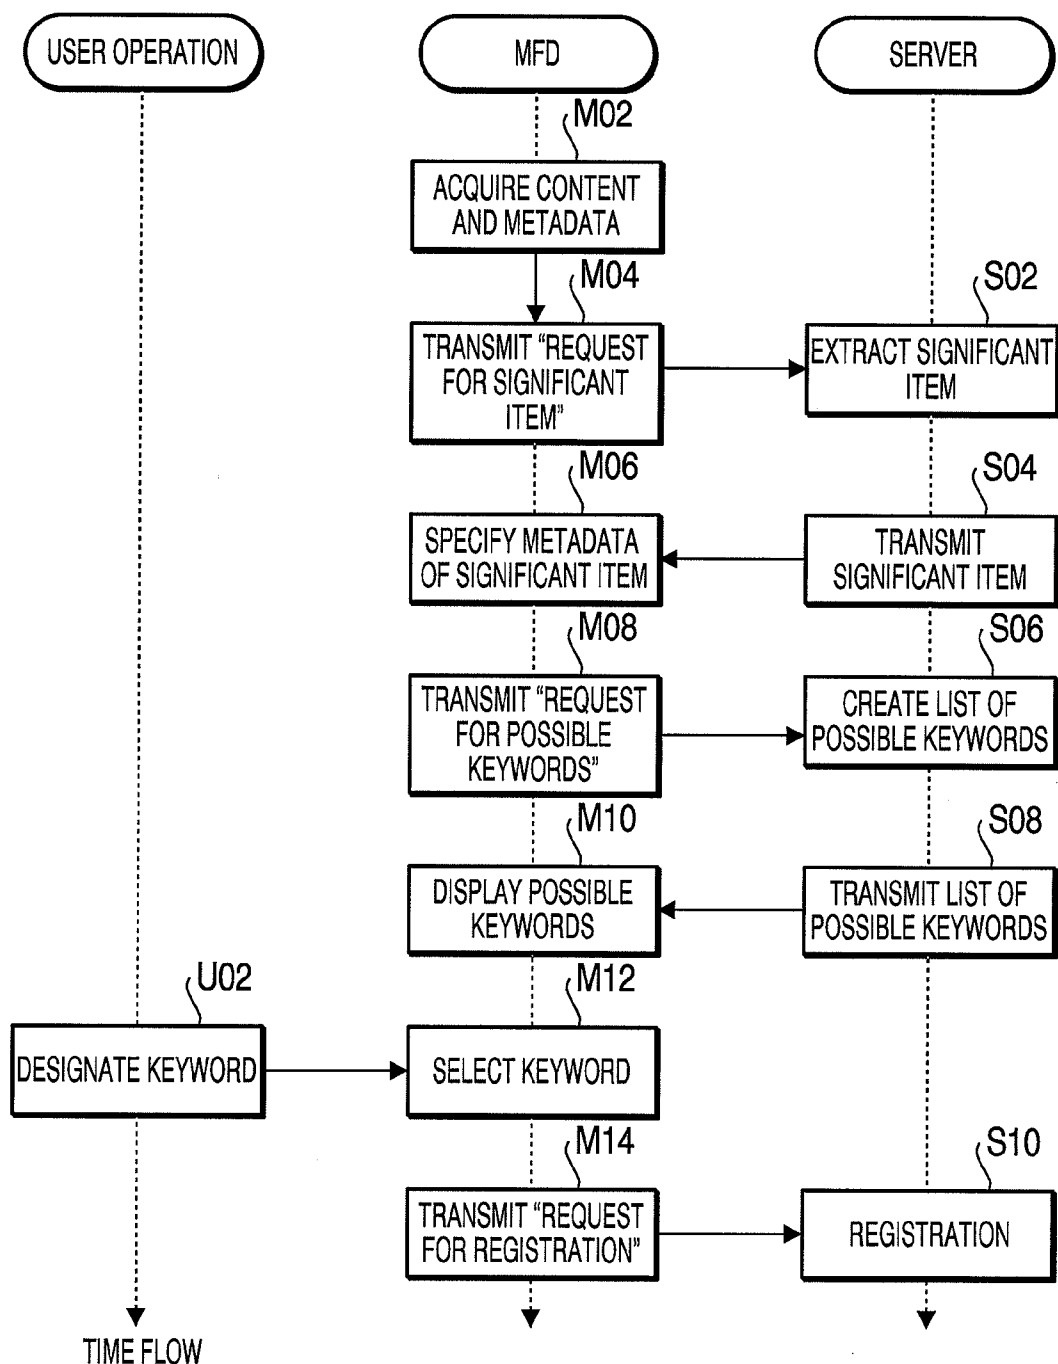 USER OPERATION
MFD
SERVER
M02
ACQUIRE CONTENT
AND METADATA
M04
TRANSMIT “REQUEST
FOR SIGNIFICANT
ITEM”
S02
EXTRACT SIGNIFICANT
ITEM
M06
SPECIFY METADATA
OF SIGNIFICANT ITEM
S04
TRANSMIT
SIGNIFICANT ITEM
M08
TRANSMIT “REQUEST
FOR POSSIBLE
KEYWORDS”
S06
CREATE LIST OF
POSSIBLE KEYWORDS
M10
DISPLAY POSSIBLE
KEYWORDS
S08
TRANSMIT LIST OF
POSSIBLE KEYWORDS
U02
DESIGNATE KEYWORD
M12
SELECT KEYWORD
M14
TRANSMIT “REQUEST
FOR REGISTRATION”
S10
REGISTRATION
TIME FLOW